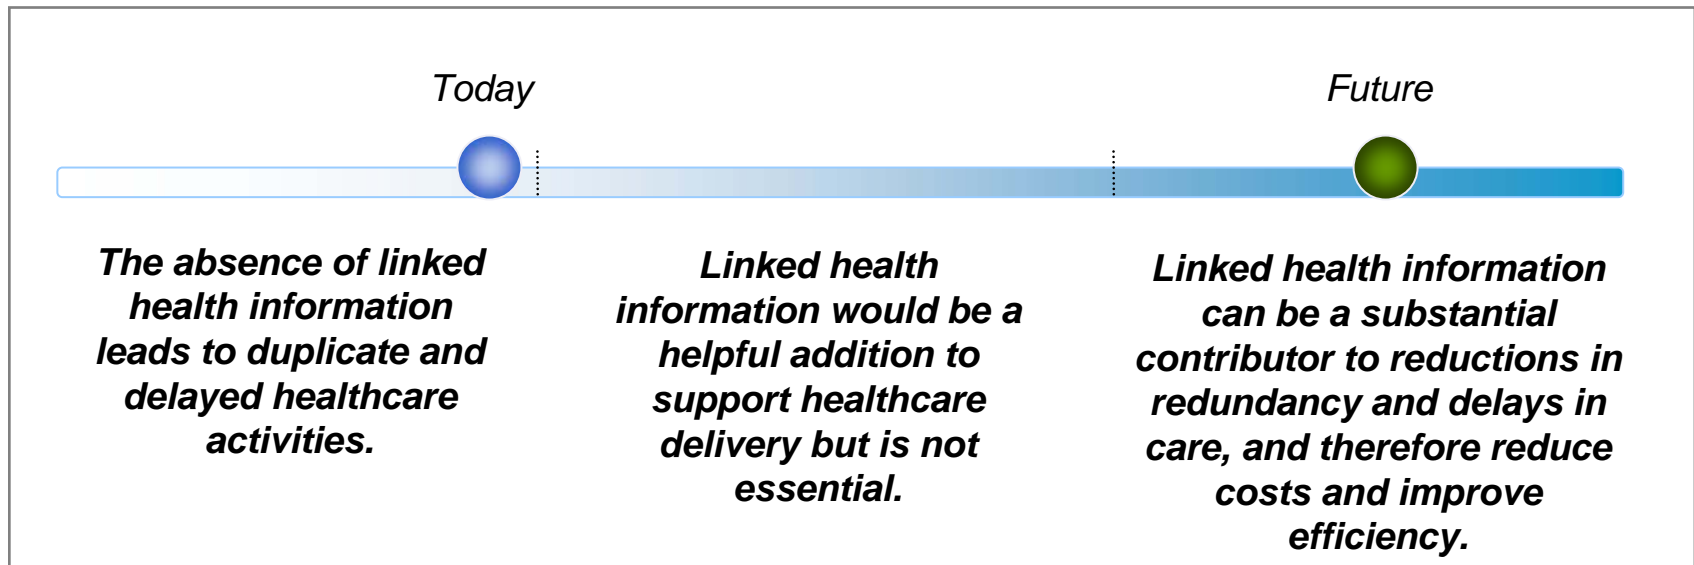 Today
Future
The absence of linked
health information
leads to duplicate and
delayed healthcare
activities.
Linked health
information would be a
helpful addition to
support healthcare
delivery but is not
essential.
Linked health information
can be a substantial
contributor to reductions in
redundancy and delays in
care, and therefore reduce
costs and improve
efficiency.